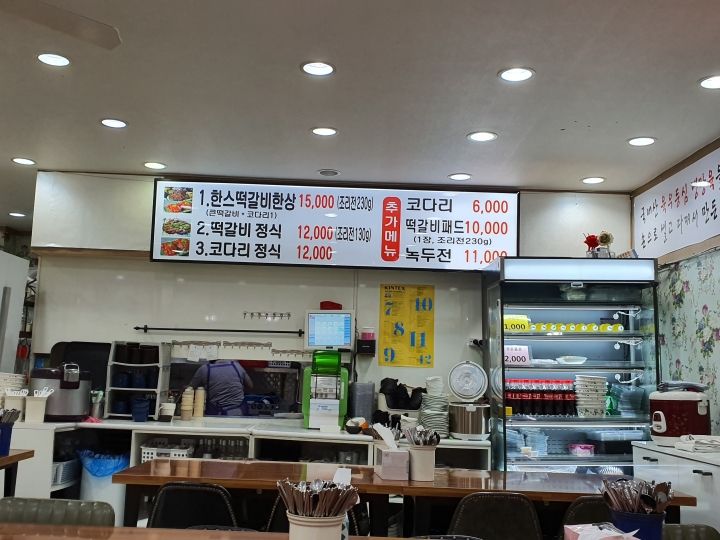 1.한스떡갈비한상 15,000 (조리전230g)
(큰떡갈비+코다리1)
2.떡갈비 정식 12,000 (조리전130g)
3.코다리 정식 12,000
추가메뉴
코다리 6,000
떡갈비패드 10,000
(1장, 조리전230g)
녹두전 11,000
KINTEX
7 10
8 11
9 12
1,000
2,000